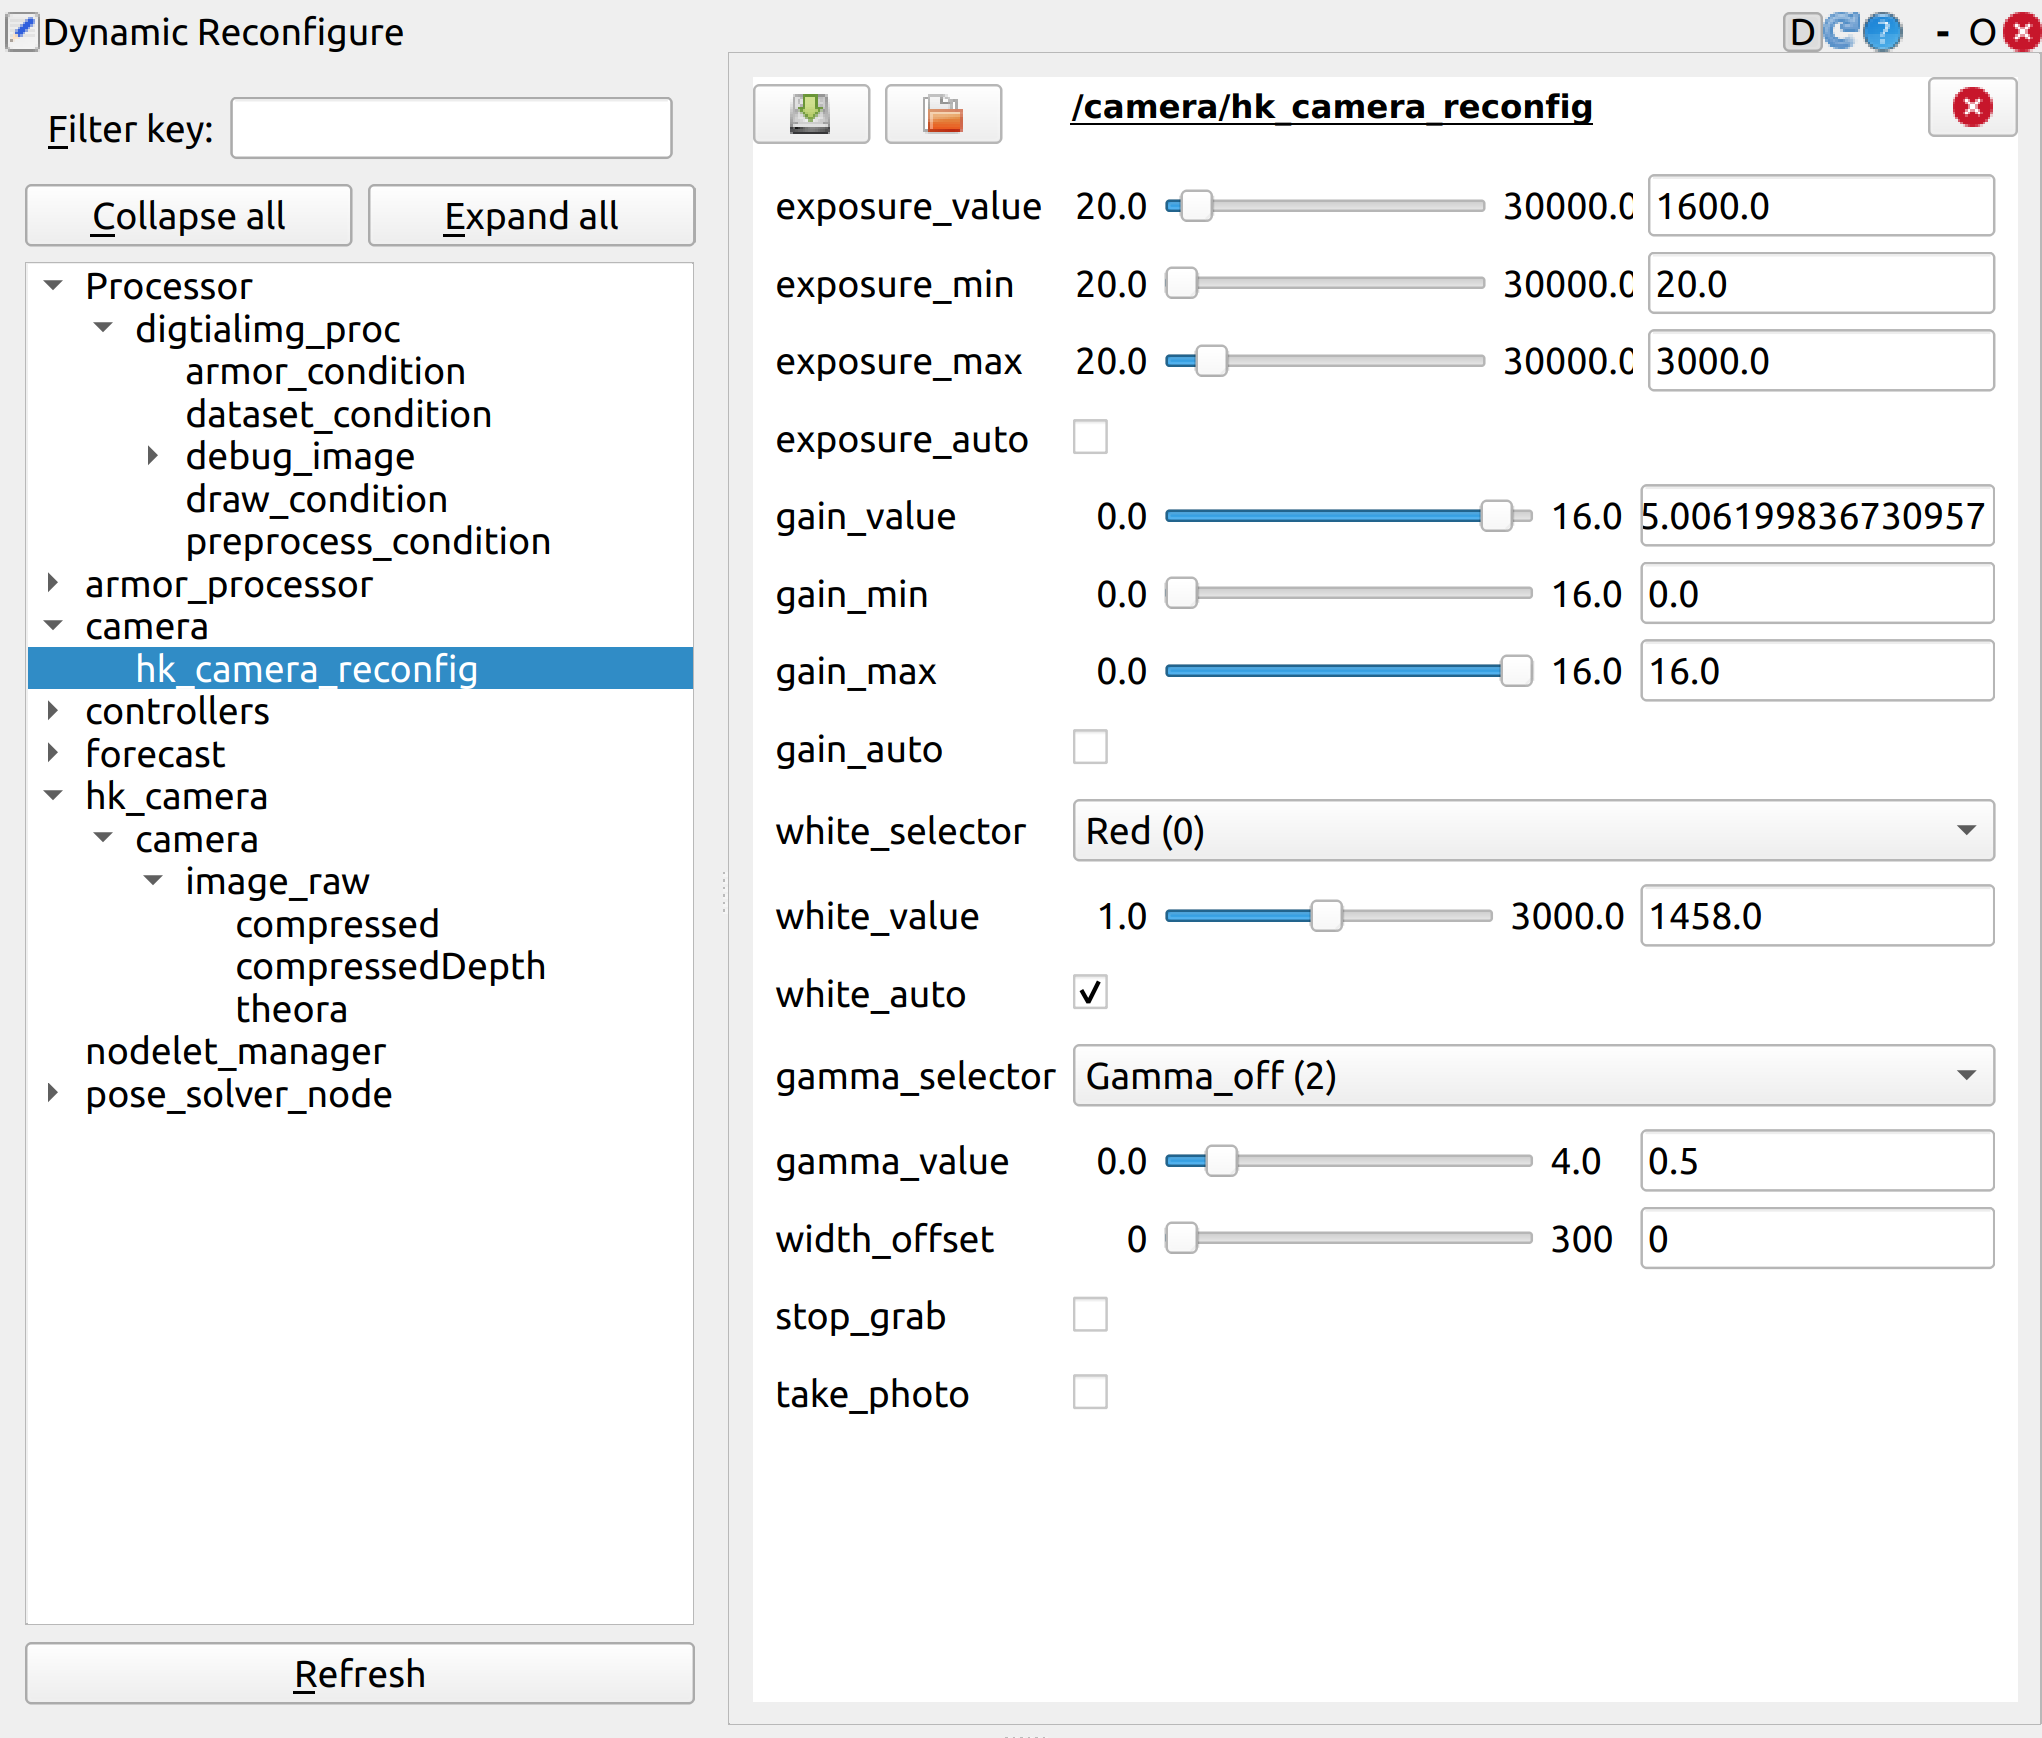 Dynamic Reconfigure
D
- O
Filter key:
Collapse all
Expand all
Processor
digtialimg_proc
armor_condition
dataset_condition
debug_image
draw_condition
preprocess_condition
armor_processor
camera
hk_camera_reconfig
controllers
forecast
hk_camera
camera
image_raw
compressed
compressedDepth
theora
nodelet_manager
pose_solver_node
Refresh
/camera/hk_camera_reconfig
exposure_value 20.0 30000.0 1600.0
exposure_min 20.0 30000.0 20.0
exposure_max 20.0 30000.0 3000.0
exposure_auto
gain_value 0.0 16.0 5.006199836730957
gain_min 0.0 16.0 0.0
gain_max 0.0 16.0 16.0
gain_auto
white_selector Red (0)
white_value 1.0 3000.0 1458.0
white_auto
gamma_selector Gamma_off (2)
gamma_value 0.0 4.0 0.5
width_offset 0 300 0
stop_grab
take_photo